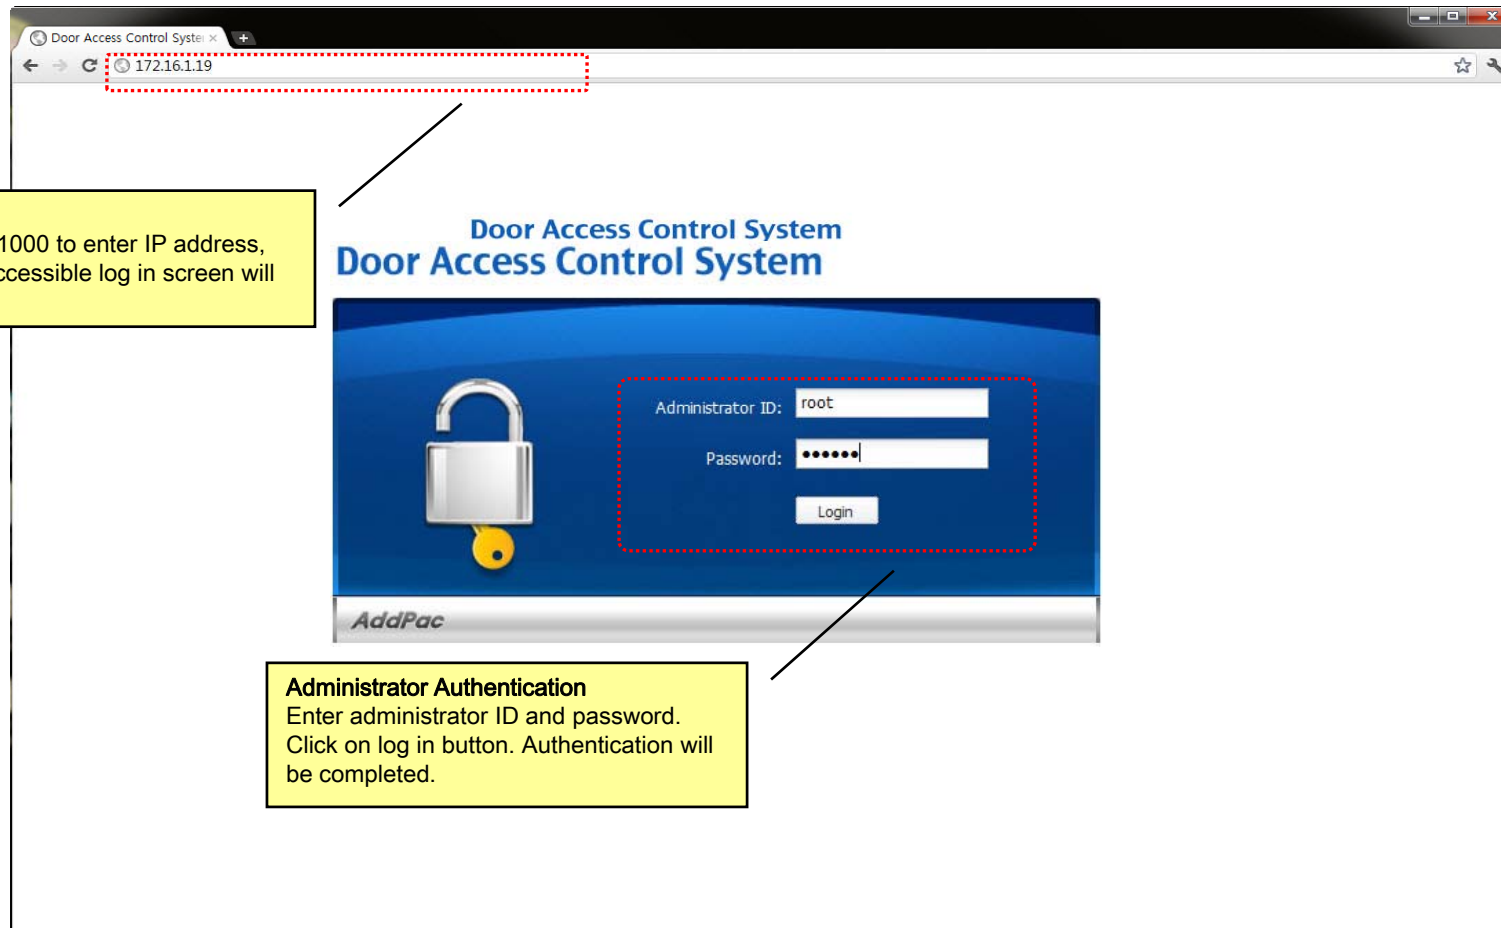 Door Access Control Syste
172.16.1.19
1000 to enter IP address,
ccessible log in screen will
Door Access Control System
Door Access Control System
Administrator ID: root
Password: ••••••
Login
AddPac
Administrator Authentication
Enter administrator ID and password.
Click on log in button. Authentication will
be completed.